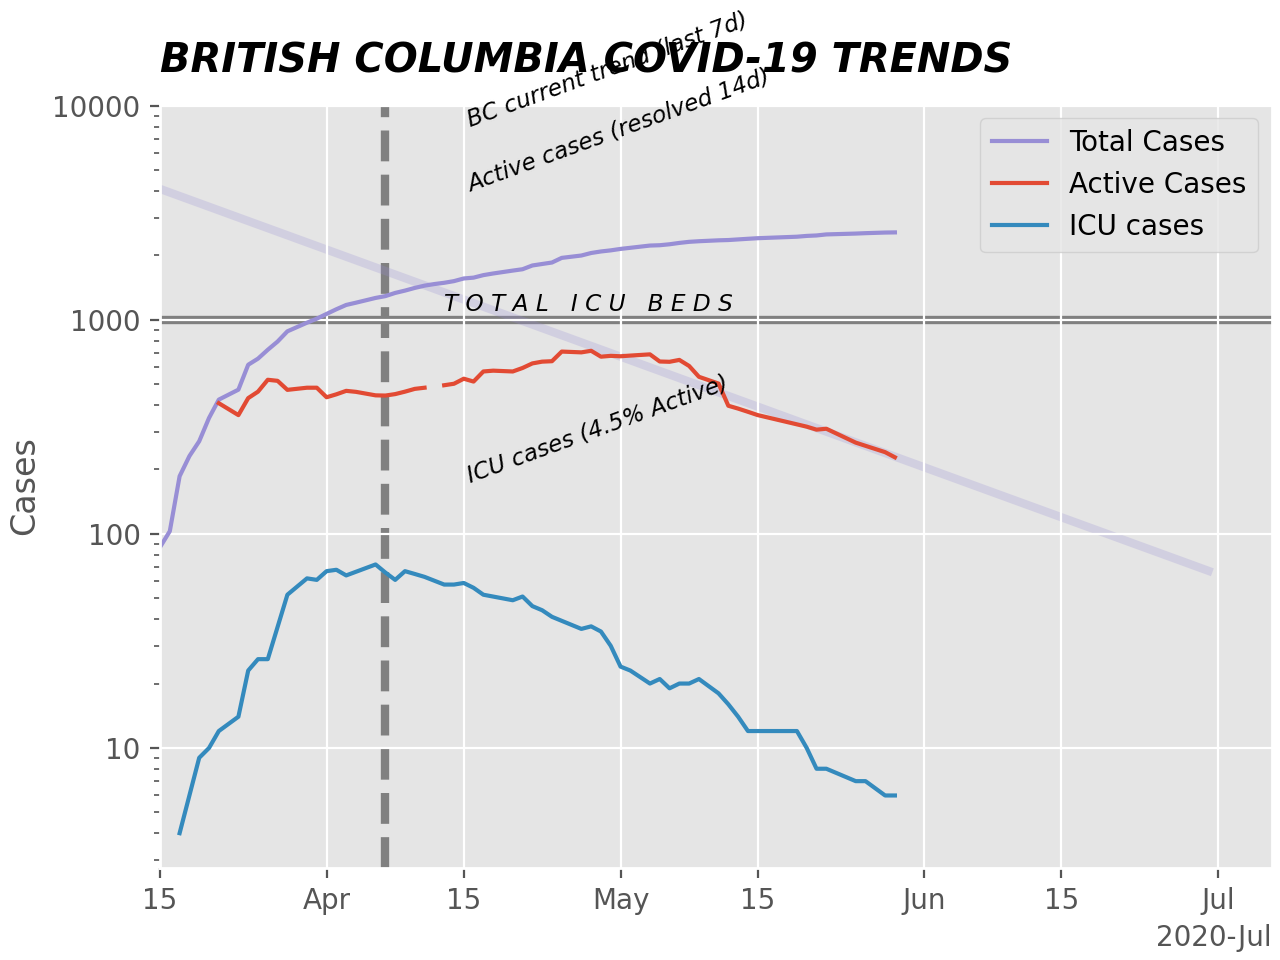 BRITISH COLUMBIA COVID-19 TRENDS
BC current trend (last 7d)
Active cases (resolved 14d)
10000
Total Cases
Active Cases
ICU cases
TOTAL ICU BEDS
1000
ICU cases (4.5% Active)
Cases
100
10
15 Apr 15 May 15 Jun 15 Jul
2020-Jul